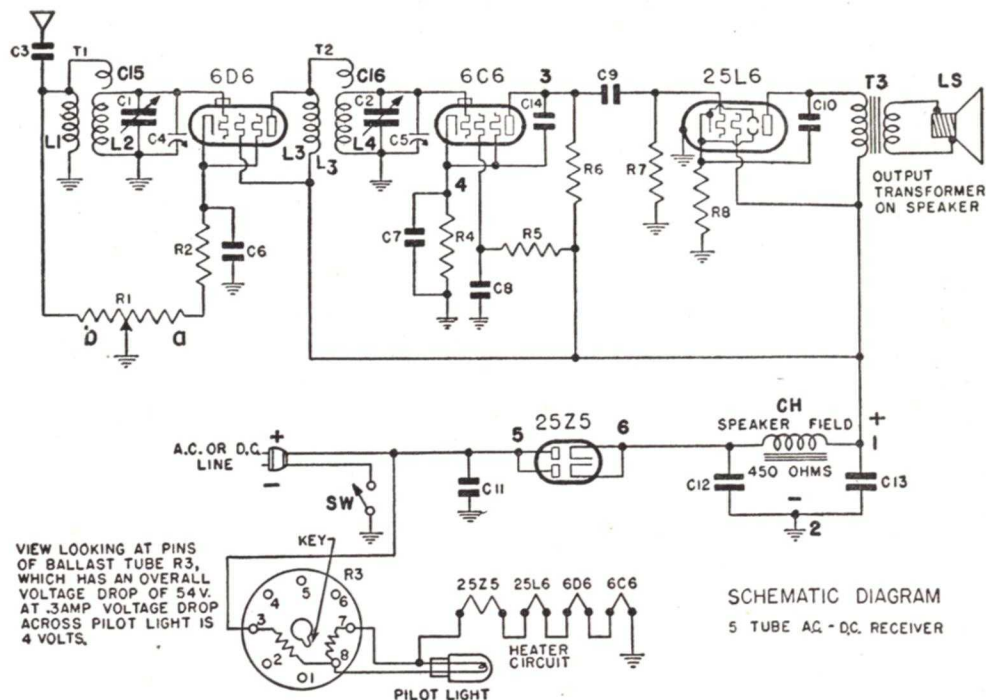 C3
T1
C15
6D6
T2
C16
6C6
3
C9
25L6
T3
LS
C1
C2
C14
C10
L1
L2
C4
L3
L3
L4
C5
R6
R7
OUTPUT
TRANSFORMER
ON SPEAKER
4
R8
R2
C6
C7
R4
R5
C8
R1
b
a
CH
SPEAKER FIELD
+
1
25Z5
5
6
A.C. OR D.C.
LINE
+
−
450 OHMS
C11
C12
C13
−
2
SW
KEY
VIEW LOOKING AT PINS
OF BALLAST TUBE R3,
WHICH HAS AN OVERALL
VOLTAGE DROP OF 54V.
AT .3AMP VOLTAGE DROP
ACROSS PILOT LIGHT IS
4 VOLTS.
R3
5
4
6
3
7
2
8
1
25Z5
25L6
6D6
6C6
HEATER
CIRCUIT
PILOT LIGHT
SCHEMATIC DIAGRAM
5 TUBE A.C. - D.C. RECEIVER